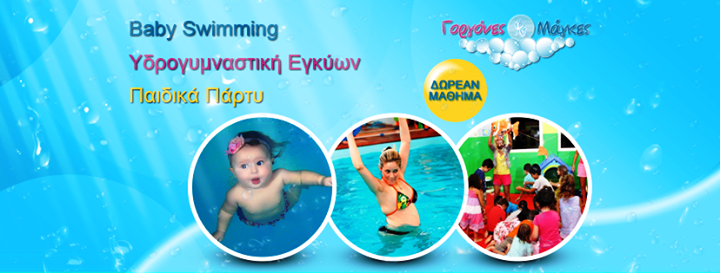 Baby Swimming
Γοργόνες & Μάγκες
Υδρογυμναστική Εγκύων
Παιδικά Πάρτυ
ΔΩΡΕΑΝ
ΜΑΘΗΜΑ